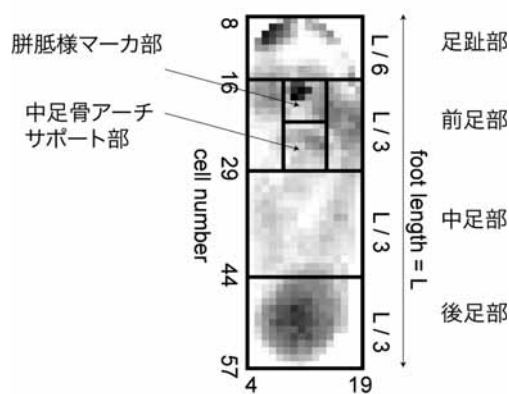 8
足趾部
胼胝様マーカ部
L / 6
16
前足部
中足骨アーチ
サポート部
L / 3
29
cell number
foot length = L
中足部
L / 3
44
後足部
L / 3
57
4
19